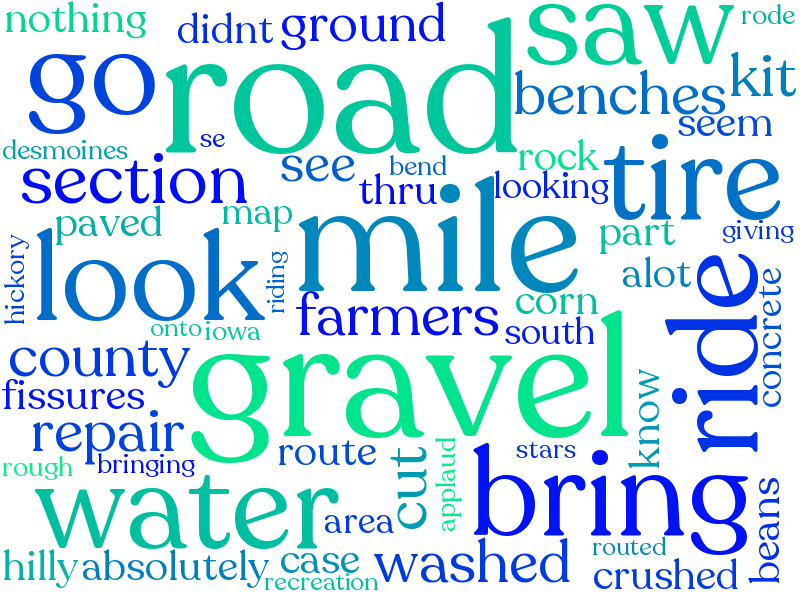 nothing
didnt
ground
saw
rode
go
road
benches
kit
desmoines
se
see
bend
rock
seem
section
thru
looking
tire
paved
map
mile
part
giving
hickory
look
riding
farmers
corn
alot
onto
iowa
south
ride
concrete
county
gravel
fissures
repair
route
cut
applaud
stars
know
rough
bringing
water
area
bring
beans
hilly
absolutely
case
recreation
washed
routed
crushed